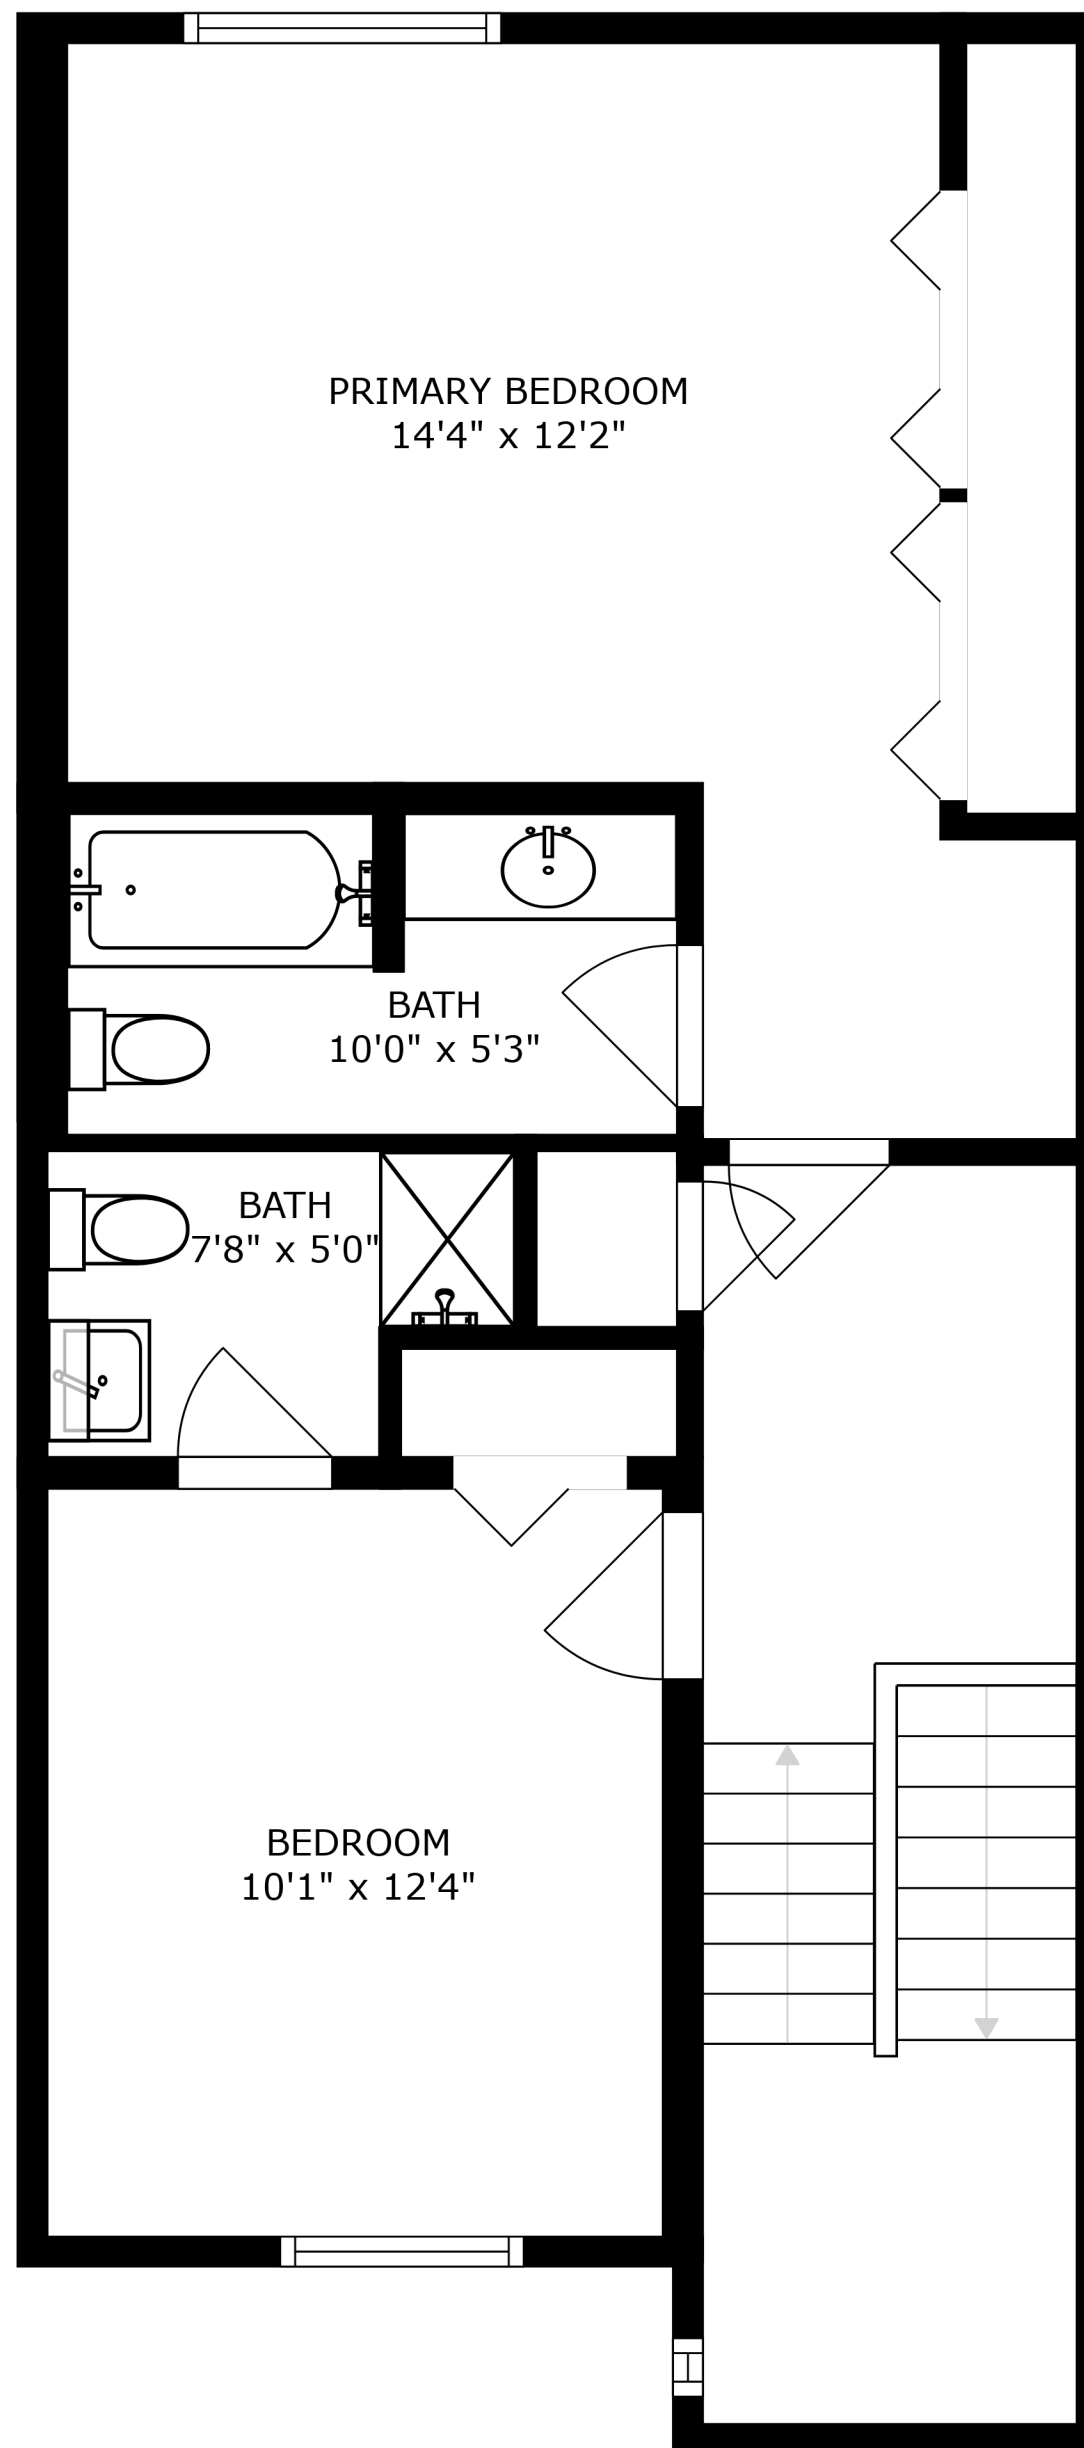 PRIMARY BEDROOM
14'4" x 12'2"
BATH
10'0" x 5'3"
BATH
7'8" x 5'0"
BEDROOM
10'1" x 12'4"